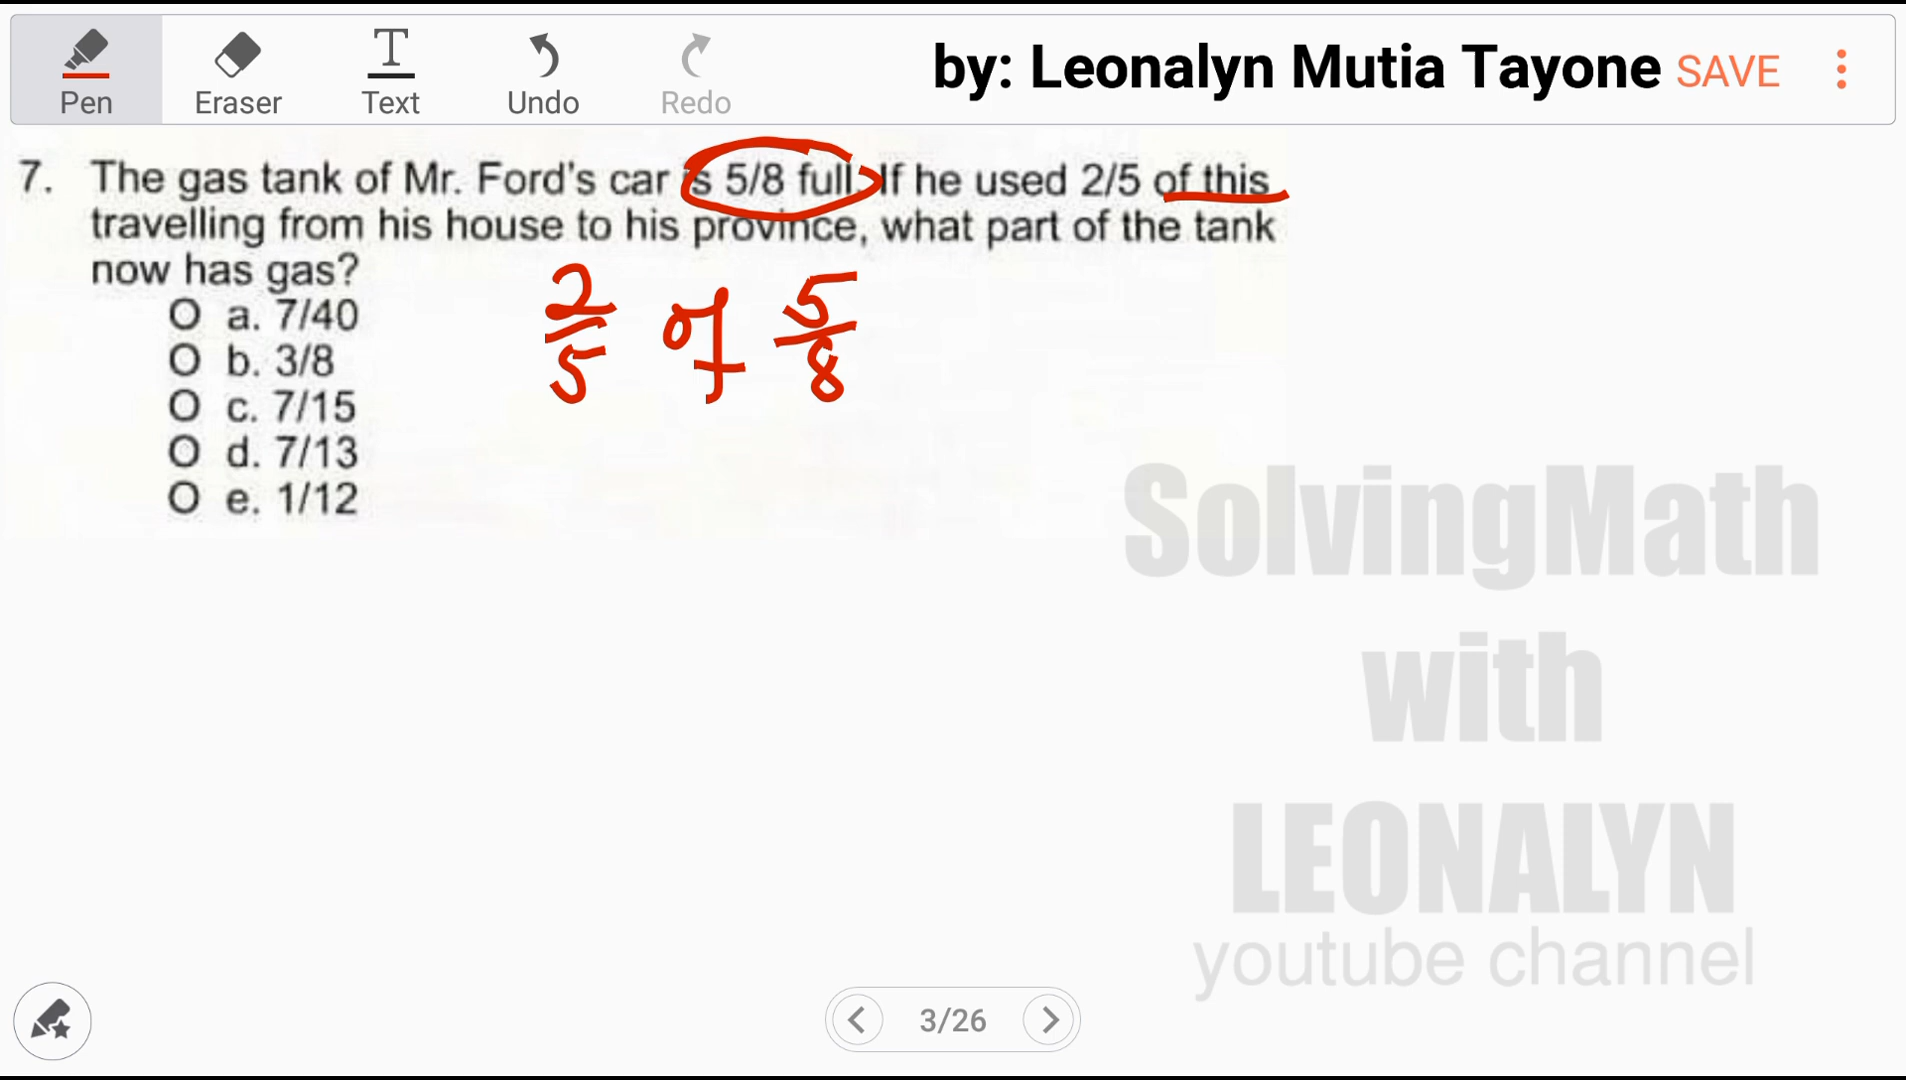 Pen
Eraser
T
Text
Undo
Redo
by: Leonalyn Mutia Tayone
SAVE
7. The gas tank of Mr. Ford's car is 5/8 full. If he used 2/5 of this
travelling from his house to his province, what part of the tank
now has gas?
O a. 7/40
O b. 3/8
O c. 7/15
O d. 7/13
O e. 1/12
2/5 of 5/8
SolvingMath
with
LEONALYN
youtube channel
3/26